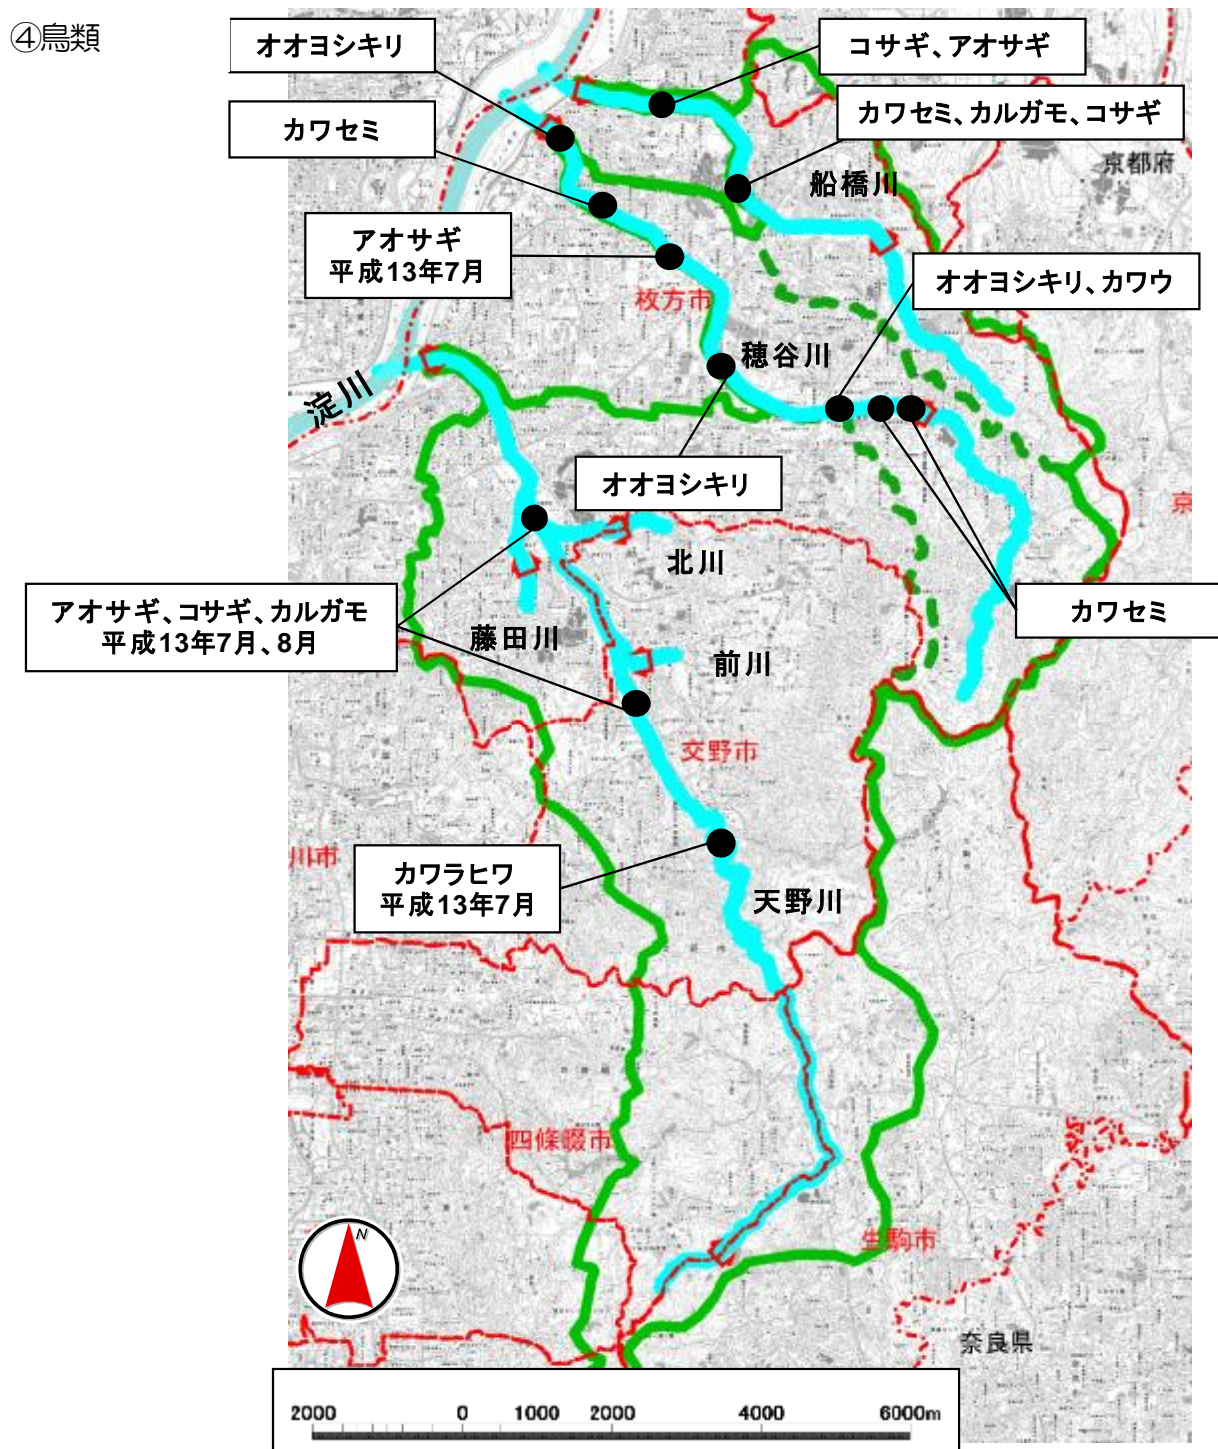 ④鳥類
オオヨシキリ
コサギ、アオサギ
カワセミ、カルガモ、コサギ
カワセミ
京都府
船橋川
アオサギ
平成13年7月
オオヨシキリ、カワウ
枚方市
穂谷川
淀川
オオヨシキリ
京
北川
アオサギ、コサギ、カルガモ
平成13年7月、8月
カワセミ
藤田川
前川
交野市
川市
カワラヒワ
平成13年7月
天野川
四條畷市
生駒市
N
奈良県
2000 0 1000 2000 4000 6000m